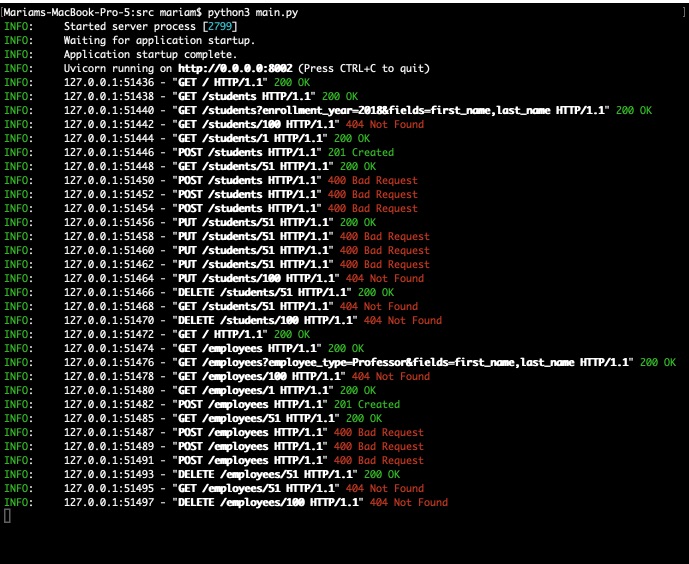 [Mariams-MacBook-Pro-5:src mariam$ python3 main.py ]
INFO:     Started server process [2799]
INFO:     Waiting for application startup.
INFO:     Application startup complete.
INFO:     Uvicorn running on http://0.0.0.0:8002 (Press CTRL+C to quit)
INFO:     127.0.0.1:51436 - "GET / HTTP/1.1" 200 OK
INFO:     127.0.0.1:51438 - "GET /students HTTP/1.1" 200 OK
INFO:     127.0.0.1:51440 - "GET /students?enrollment_year=2018&fields=first_name,last_name HTTP/1.1" 200 OK
INFO:     127.0.0.1:51442 - "GET /students/100 HTTP/1.1" 404 Not Found
INFO:     127.0.0.1:51444 - "GET /students/1 HTTP/1.1" 200 OK
INFO:     127.0.0.1:51446 - "POST /students HTTP/1.1" 201 Created
INFO:     127.0.0.1:51448 - "GET /students/51 HTTP/1.1" 200 OK
INFO:     127.0.0.1:51450 - "POST /students HTTP/1.1" 400 Bad Request
INFO:     127.0.0.1:51452 - "POST /students HTTP/1.1" 400 Bad Request
INFO:     127.0.0.1:51454 - "POST /students HTTP/1.1" 400 Bad Request
INFO:     127.0.0.1:51456 - "PUT /students/51 HTTP/1.1" 200 OK
INFO:     127.0.0.1:51458 - "PUT /students/51 HTTP/1.1" 400 Bad Request
INFO:     127.0.0.1:51460 - "PUT /students/51 HTTP/1.1" 400 Bad Request
INFO:     127.0.0.1:51462 - "PUT /students/51 HTTP/1.1" 400 Bad Request
INFO:     127.0.0.1:51464 - "PUT /students/100 HTTP/1.1" 404 Not Found
INFO:     127.0.0.1:51466 - "DELETE /students/51 HTTP/1.1" 200 OK
INFO:     127.0.0.1:51468 - "GET /students/51 HTTP/1.1" 404 Not Found
INFO:     127.0.0.1:51470 - "DELETE /students/100 HTTP/1.1" 404 Not Found
INFO:     127.0.0.1:51472 - "GET / HTTP/1.1" 200 OK
INFO:     127.0.0.1:51474 - "GET /employees HTTP/1.1" 200 OK
INFO:     127.0.0.1:51476 - "GET /employees?employee_type=Professor&fields=first_name,last_name HTTP/1.1" 200 OK
INFO:     127.0.0.1:51478 - "GET /employees/100 HTTP/1.1" 404 Not Found
INFO:     127.0.0.1:51480 - "GET /employees/1 HTTP/1.1" 200 OK
INFO:     127.0.0.1:51482 - "POST /employees HTTP/1.1" 201 Created
INFO:     127.0.0.1:51485 - "GET /employees/51 HTTP/1.1" 200 OK
INFO:     127.0.0.1:51487 - "POST /employees HTTP/1.1" 400 Bad Request
INFO:     127.0.0.1:51489 - "POST /employees HTTP/1.1" 400 Bad Request
INFO:     127.0.0.1:51491 - "POST /employees HTTP/1.1" 400 Bad Request
INFO:     127.0.0.1:51493 - "DELETE /employees/51 HTTP/1.1" 200 OK
INFO:     127.0.0.1:51495 - "GET /employees/51 HTTP/1.1" 404 Not Found
INFO:     127.0.0.1:51497 - "DELETE /employees/100 HTTP/1.1" 404 Not Found